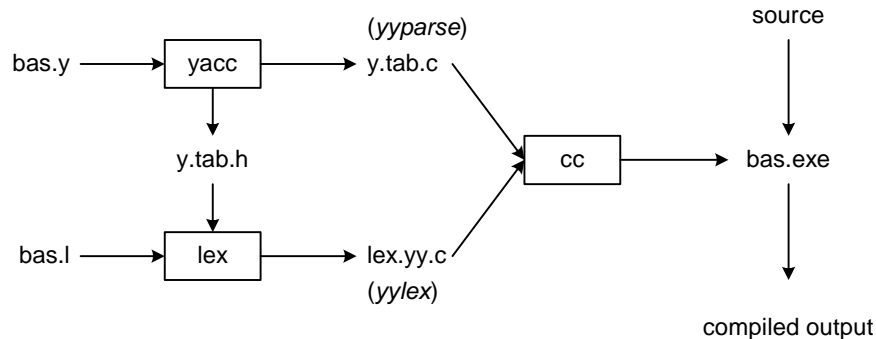 source
(yyparse)
bas.y
yacc
y.tab.c
y.tab.h
cc
bas.exe
bas.l
lex
lex.yy.c
(yylex)
compiled output